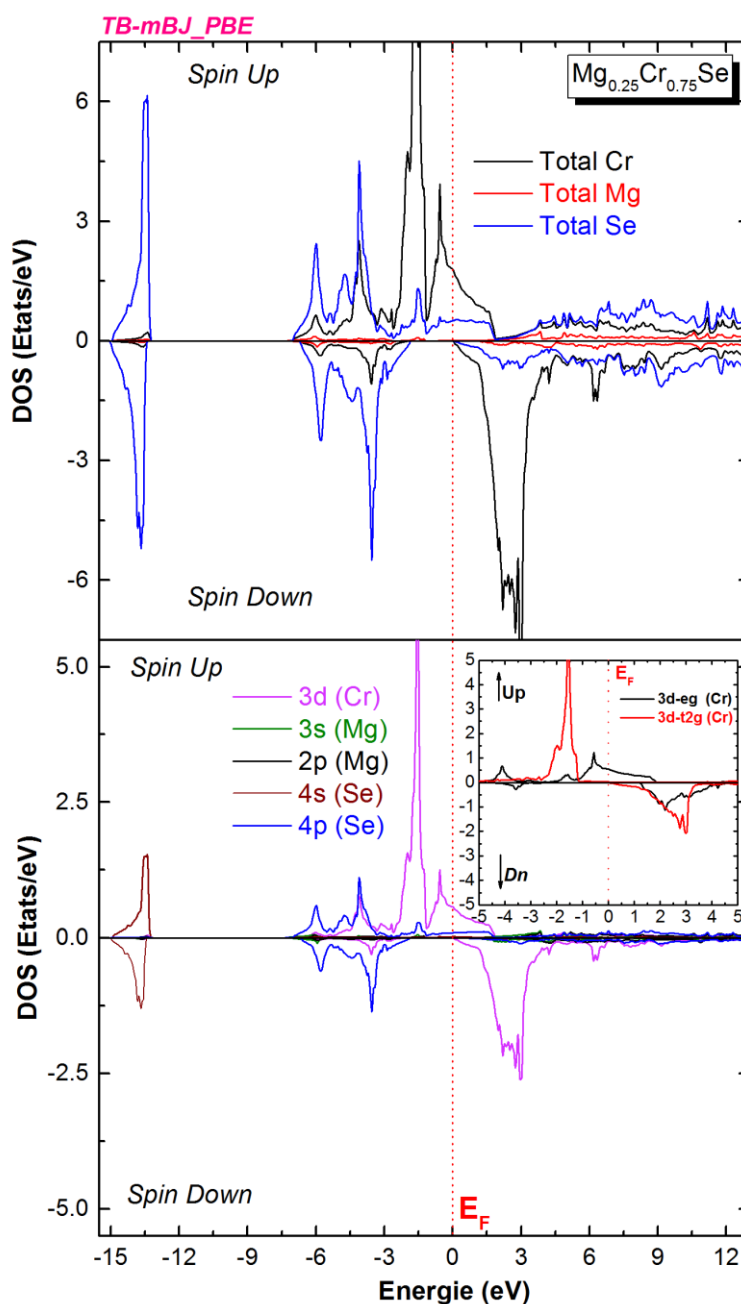 TB-mBJ_PBE
Spin Up
Mg0.25Cr0.75Se
Total Cr
Total Mg
Total Se
6
3
0
-3
-6
DOS (Etats/eV)
Spin Down
Spin Up
3d (Cr)
3s (Mg)
2p (Mg)
4s (Se)
4p (Se)
5.0
2.5
0.0
-2.5
-5.0
DOS (Etats/eV)
5
4
3
2
1
0
-1
-2
-3
-4
-5
Up
EF
3d-eg (Cr)
3d-t2g (Cr)
Dn
-5 -4 -3 -2 -1 0 1 2 3 4 5
Spin Down
EF
-15 -12 -9 -6 -3 0 3 6 9 12
Energie (eV)